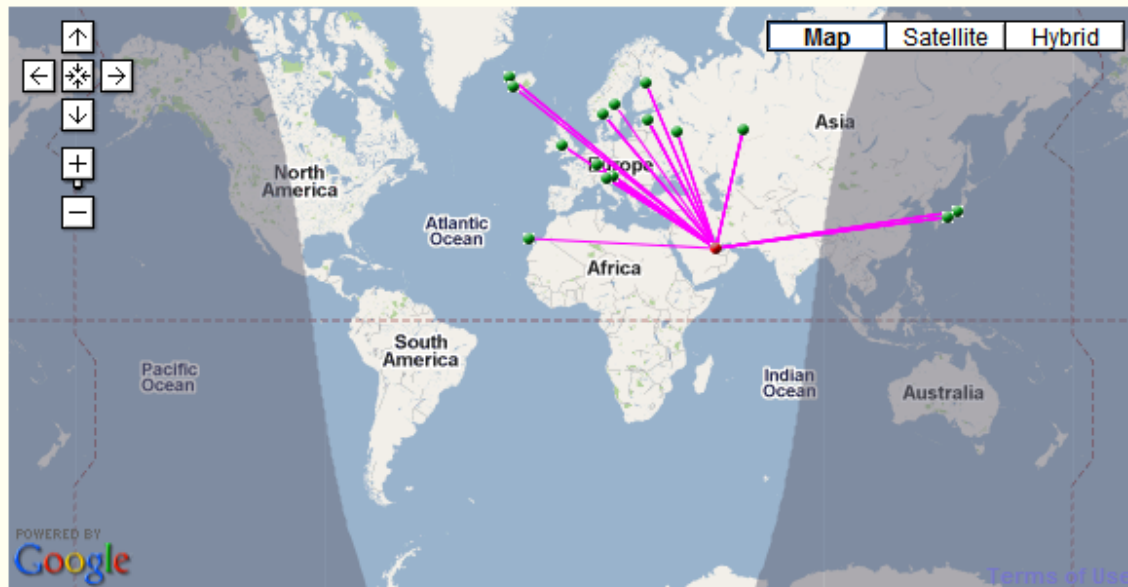 Map
Satellite
Hybrid
Asia
Europe
North
America
Atlantic
Ocean
Africa
South
America
Pacific
Ocean
Indian
Ocean
Australia
POWERED BY
Google
Terms of Use